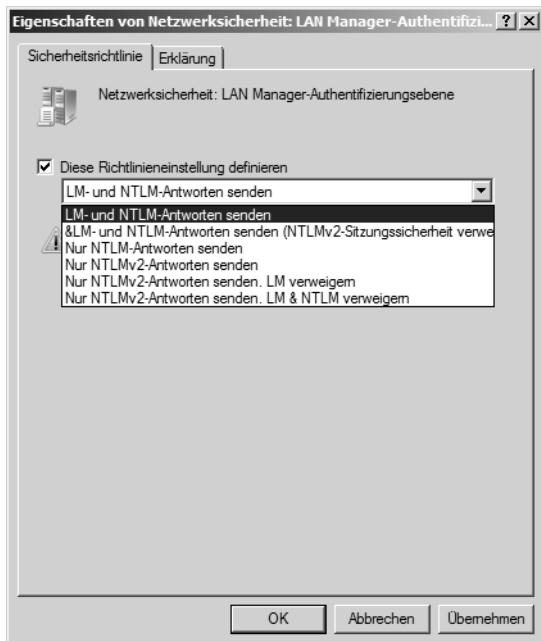 Eigenschaften von Netzwerksicherheit: LAN Manager-Authentifizi...
Sicherheitsrichtlinie
Erklärung
Netzwerksicherheit: LAN Manager-Authentifizierungsebene
Diese Richtlinieneinstellung definieren
LM- und NTLM-Antworten senden
LM- und NTLM-Antworten senden
&LM- und NTLM-Antworten senden (NTLMv2-Sitzungssicherheit verwe
Nur NTLM-Antworten senden
Nur NTLMv2-Antworten senden
Nur NTLMv2-Antworten senden. LM verweigern
Nur NTLMv2-Antworten senden. LM & NTLM verweigern
OK
Abbrechen
Übernehmen